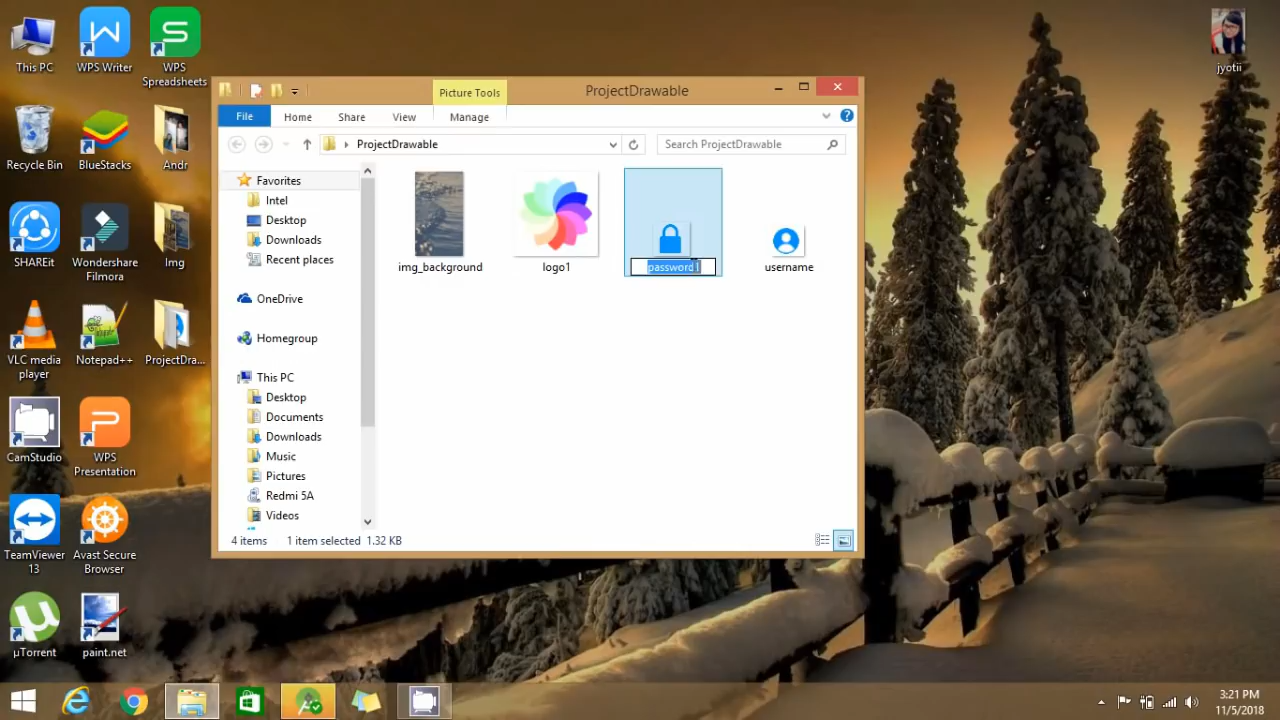 This PC
WPS Writer
WPS
Spreadsheets
Recycle Bin
BlueStacks
Andr
SHAREit
Wondershare
Filmora
Img
VLC media
player
Notepad++
ProjectDra...
CamStudio
WPS
Presentation
TeamViewer
13
Avast Secure
Browser
µTorrent
paint.net
jyotii
Picture Tools
ProjectDrawable
File
Home
Share
View
Manage
ProjectDrawable
Search ProjectDrawable
Favorites
Intel
Desktop
Downloads
Recent places
OneDrive
Homegroup
This PC
Desktop
Documents
Downloads
Music
Pictures
Redmi 5A
Videos
img_background
logo1
password1
username
4 items
1 item selected 1.32 KB
3:21 PM
11/5/2018